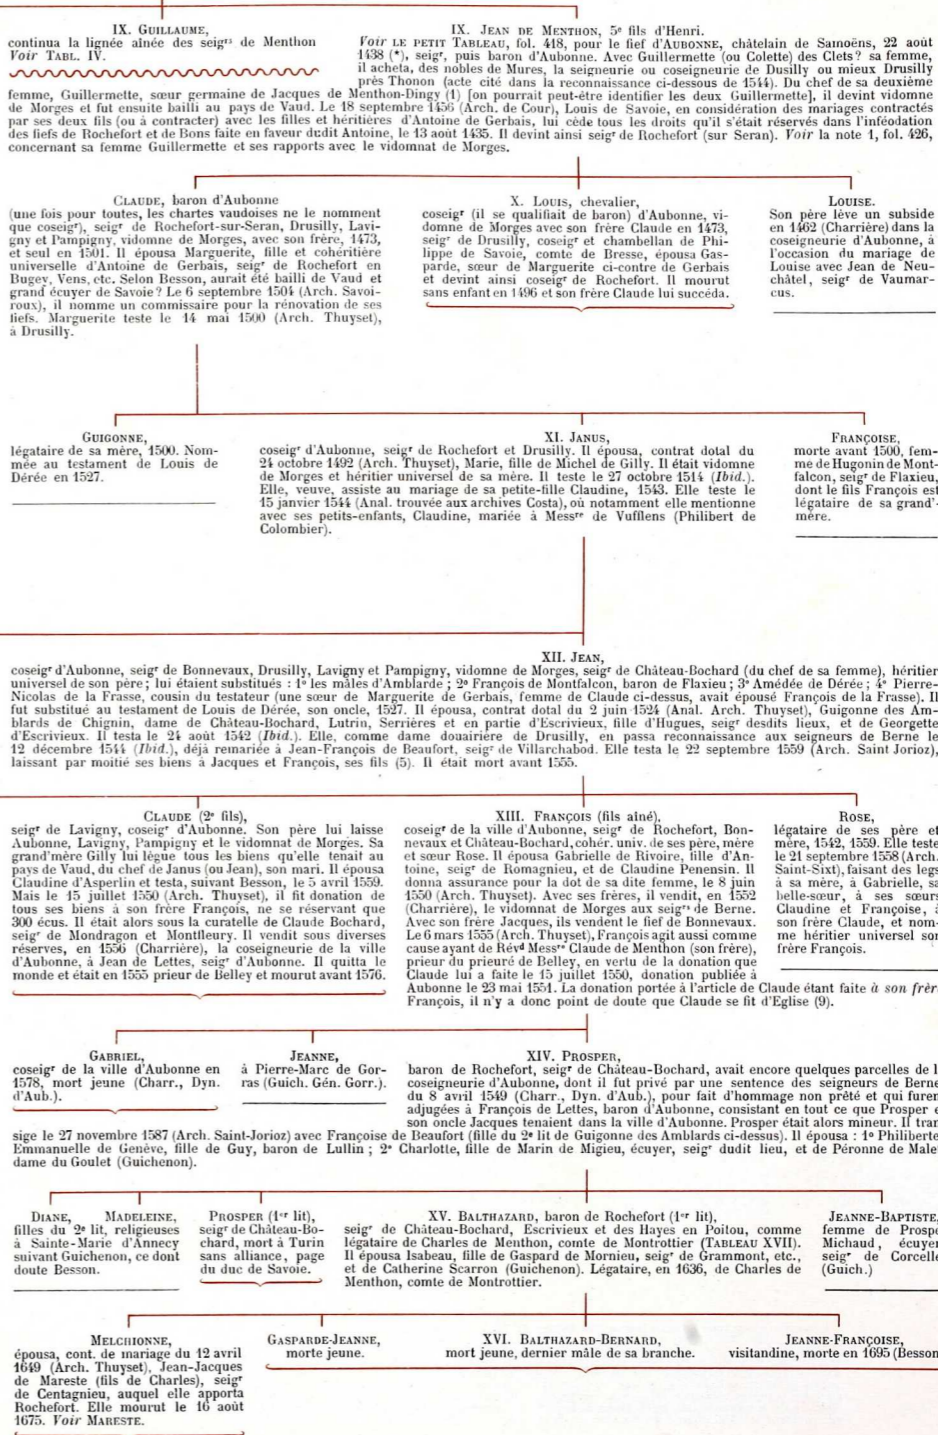 IX. GUILLAUME,
continua la lignée aînée des seigrs de Menthon
Voir TABL. IV.
IX. JEAN DE MENTHON, 5e fils d'Henri.
Voir LE PETIT TABLEAU, fol. 418, pour le fief d'AUBONNE, châtelain de Samoëns, 22 août
1438 (*), seigr, puis baron d'Aubonne. Avec Guillermette (ou Colette) des Clets? sa femme,
il acheta, des nobles de Mures, la seigneurie ou coseigneurie de Dusilly ou mieux Drusilly
près Thonon (acte cité dans la reconnaissance ci-dessous de 1544). Du chef de sa deuxième
femme, Guillermette, sœur germaine de Jacques de Menthon-Dingy (1) [on pourrait peut-être identifier les deux Guillermette], il devint vidomne
de Morges et fut ensuite bailli au pays de Vaud. Le 18 septembre 1456 (Arch. de Cour), Louis de Savoie, en considération des mariages contractés
par ses deux fils (ou à contracter) avec les filles et héritières d'Antoine de Gerbais, lui cède tous les droits qu'il s'était réservés dans l'inféodation
des fiefs de Rochefort et de Bons faite en faveur dudit Antoine, le 13 août 1435. Il devint ainsi seigr de Rochefort (sur Seran). Voir la note 1, fol. 426,
concernant sa femme Guillermette et ses rapports avec le vidomnat de Morges.
CLAUDE, baron d'Aubonne
(une fois pour toutes, les chartes vaudoises ne le nomment
que coseigr), seigr de Rochefort-sur-Seran, Drusilly, Lavi-
gny et Pampigny, vidomne de Morges, avec son frère, 1473,
et seul en 1501. Il épousa Marguerite, fille et cohéritière
universelle d'Antoine de Gerbais, seigr de Rochefort en
Bugey, Vens, etc. Selon Besson, aurait été bailli de Vaud et
grand écuyer de Savoie? Le 6 septembre 1504 (Arch. Savoi-
roux), il nomme un commissaire pour la rénovation de ses
fiefs. Marguerite teste le 14 mai 1500 (Arch. Thuyset),
à Drusilly.
X. LOUIS, chevalier,
coseigr (il se qualifiait de baron) d'Aubonne, vi-
domne de Morges avec son frère Claude en 1473,
seigr de Drusilly, coseigr et chambellan de Phi-
lippe de Savoie, comte de Bresse, épousa Gas-
parde, sœur de Marguerite ci-contre de Gerbais
et devint ainsi coseigr de Rochefort. Il mourut
sans enfant en 1496 et son frère Claude lui succéda.
LOUISE.
Son père lève un subside
en 1462 (Charrière) dans la
coseigneurie d'Aubonne, à
l'occasion du mariage de
Louise avec Jean de Neu-
châtel, seigr de Vaumar-
cus.
GUIGONNE,
légataire de sa mère, 1500. Nom-
mée au testament de Louis de
Dérée en 1527.
XI. JANUS,
coseigr d'Aubonne, seigr de Rochefort et Drusilly. Il épousa, contrat dotal du
24 octobre 1492 (Arch. Thuyset), Marie, fille de Michel de Gilly. Il était vidomne
de Morges et héritier universel de sa mère. Il teste le 27 octobre 1514 (Ibid.).
Elle, veuve, assiste au mariage de sa petite-fille Claudine, 1543. Elle teste le
15 janvier 1544 (Anal. trouvée aux archives Costa), où notamment elle mentionne
avec ses petits-enfants, Claudine, mariée à Messre de Vufflens (Philibert de
Colombier).
FRANÇOISE,
morte avant 1500, fem-
me de Hugonin de Mont-
falcon, seigr de Flaxieu,
dont le fils François est
légataire de sa grand'-
mère.
XII. JEAN,
coseigr d'Aubonne, seigr de Bonnevaux, Drusilly, Lavigny et Pampigny, vidomne de Morges, seigr de Château-Bochard (du chef de sa femme), héritier
universel de son père; lui étaient substitués : 1o les mâles d'Amblarde; 2o François de Montfalcon, baron de Flaxieu; 3o Amédée de Dérée; 4o Pierre-
Nicolas de la Frasse, cousin du testateur (une sœur de Marguerite de Gerbais, femme de Claude ci-dessus, avait épousé François de la Frasse). Il
fut substitué au testament de Louis de Dérée, son oncle, 1527. Il épousa, contrat dotal du 2 juin 1524 (Anal. Arch. Thuyset), Guigonne des Am-
blards de Chignin, dame de Château-Bochard, Lutrin, Serrières et en partie d'Escrivieux, fille d'Hugues, seigr desdits lieux, et de Georgette
d'Escrivieux. Il testa le 24 août 1542 (Ibid.). Elle, comme dame douairière de Drusilly, en passa reconnaissance aux seigneurs de Berne le
12 décembre 1544 (Ibid.), déjà remariée à Jean-François de Beaufort, seigr de Villarchabod. Elle testa le 22 septembre 1559 (Arch. Saint Jorioz),
laissant par moitié ses biens à Jacques et François, ses fils (5). Il était mort avant 1555.
CLAUDE (2e fils),
seigr de Lavigny, coseigr d'Aubonne. Son père lui laisse
Aubonne, Lavigny, Pampigny et le vidomnat de Morges. Sa
grand'mère Gilly lui lègue tous les biens qu'elle tenait au
pays de Vaud, du chef de Janus (ou Jean), son mari. Il épousa
Claudine d'Asperlin et testa, suivant Besson, le 5 avril 1559.
Mais le 15 juillet 1550 (Arch. Thuyset), il fit donation de
tous ses biens à son frère François, ne se réservant que
300 écus. Il était alors sous la curatelle de Claude Bochard,
seigr de Mondragon et Montfleury. Il vendit sous diverses
réserves, en 1556 (Charrière), la coseigneurie de la ville
d'Aubonne, à Jean de Lettes, seigr d'Aubonne. Il quitta le
monde et était en 1555 prieur de Belley et mourut avant 1576.
XIII. FRANÇOIS (fils aîné),
coseigr de la ville d'Aubonne, seigr de Rochefort, Bon-
nevaux et Château-Bochard, cohér. univ. de ses père, mère
et sœur Rose. Il épousa Gabrielle de Rivoire, fille d'An-
toine, seigr de Romagnieu, et de Claudine Penensin. Il
donna assurance pour la dot de sa dite femme, le 8 juin
1550 (Arch. Thuyset). Avec ses frères, il vendit, en 1552
(Charrière), le vidomnat de Morges aux seigrs de Berne.
Avec son frère Jacques, ils vendent le fief de Bonnevaux.
Le 6 mars 1555 (Arch. Thuyset), François agit aussi comme
cause ayant de Révd Messre Claude de Menthon (son frère),
prieur du prieuré de Belley, en vertu de la donation que
Claude lui a faite le 15 juillet 1550, donation publiée à
Aubonne le 23 mai 1551. La donation portée à l'article de Claude étant faite à son frère
François, il n'y a donc point de doute que Claude se fit d'Eglise (9).
ROSE,
légataire de ses père et
mère, 1542, 1559. Elle teste
le 21 septembre 1558 (Arch.
Saint-Sixt), faisant des legs
à sa mère, à Gabrielle, sa
belle-sœur, à ses sœurs
Claudine et Françoise, à
son frère Claude, et nom-
me héritier universel son
frère François.
GABRIEL,
coseigr de la ville d'Aubonne en
1578, mort jeune (Charr., Dyn.
d'Aub.).
JEANNE,
à Pierre-Marc de Gor-
ras (Guich. Gén. Gorr.).
XIV. PROSPER,
baron de Rochefort, seigr de Château-Bochard, avait encore quelques parcelles de l
coseigneurie d'Aubonne, dont il fut privé par une sentence des seigneurs de Berne
du 8 avril 1549 (Charr., Dyn. d'Aub.), pour fait d'hommage non prêté et qui furen
adjugées à François de Lettes, baron d'Aubonne, consistant en tout ce que Prosper e
son oncle Jacques tenaient dans la ville d'Aubonne. Prosper était alors mineur. Il tran
sige le 27 novembre 1587 (Arch. Saint-Jorioz) avec Françoise de Beaufort (fille du 2e lit de Guigonne des Amblards ci-dessus). Il épousa : 1o Philiberte
Emmanuelle de Genève, fille de Guy, baron de Lullin; 2o Charlotte, fille de Marin de Migieu, écuyer, seigr dudit lieu, et de Péronne de Male
dame du Goulet (Guichenon).
DIANE, MADELEINE,
filles du 2e lit, religieuses
à Sainte-Marie d'Annecy
suivant Guichenon, ce dont
doute Besson.
PROSPER (1er lit),
seigr de Château-Bo-
chard, mort à Turin
sans alliance, page
du duc de Savoie.
XV. BALTHAZARD, baron de Rochefort (1er lit),
seigr de Château-Bochard, Escrivieux et des Hayes en Poitou, comme
légataire de Charles de Menthon, comte de Montrottier (TABLEAU XVII).
Il épousa Isabeau, fille de Gaspard de Mornieu, seigr de Grammont, etc.,
et de Catherine Scarron (Guichenon). Légataire, en 1636, de Charles de
Menthon, comte de Montrottier.
JEANNE-BAPTISTE,
femme de Prospe
Michaud, écuyer
seigr de Corcelle
(Guich.)
MELCHIONNE,
épousa, cont. de mariage du 12 avril
1649 (Arch. Thuyset), Jean-Jacques
de Mareste (fils de Charles), seigr
de Centagnieu, auquel elle apporta
Rochefort. Elle mourut le 16 août
1675. Voir MARESTE.
GASPARDE-JEANNE,
morte jeune.
XVI. BALTHAZARD-BERNARD,
mort jeune, dernier mâle de sa branche.
JEANNE-FRANÇOISE,
visitandine, morte en 1695 (Besson